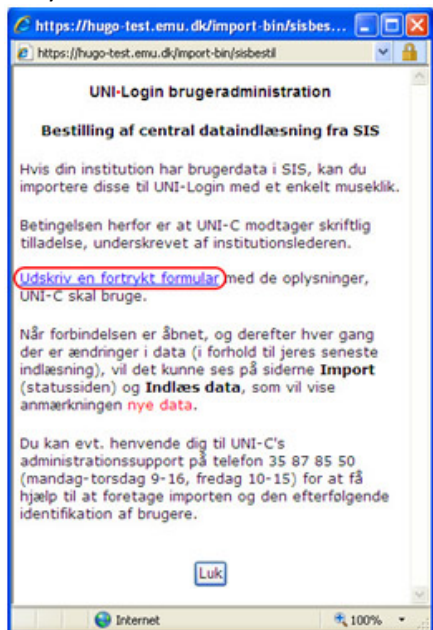 https://hugo-test.emu.dk/import-bin/sisbes...
https://hugo-test.emu.dk/import-bin/sisbestil
UNI-Login brugeradministration
Bestilling af central dataindlæsning fra SIS
Hvis din institution har brugerdata i SIS, kan du
importere disse til UNI-Login med et enkelt museklik.
Betingelsen herfor er at UNI-C modtager skriftlig
tilladelse, underskrevet af institutionslederen.
Udskriv en fortrykt formular med de oplysninger,
UNI-C skal bruge.
Når forbindelsen er åbnet, og derefter hver gang
der er ændringer i data (i forhold til jeres seneste
indlæsning), vil det kunne ses på siderne Import
(statussiden) og Indlæs data, som vil vise
anmærkningen nye data.
Du kan evt. henvende dig til UNI-C's
administrationssupport på telefon 35 87 85 50
(mandag-torsdag 9-16, fredag 10-15) for at få
hjælp til at foretage importen og den efterfølgende
identifikation af brugere.
Luk
Internet 100%